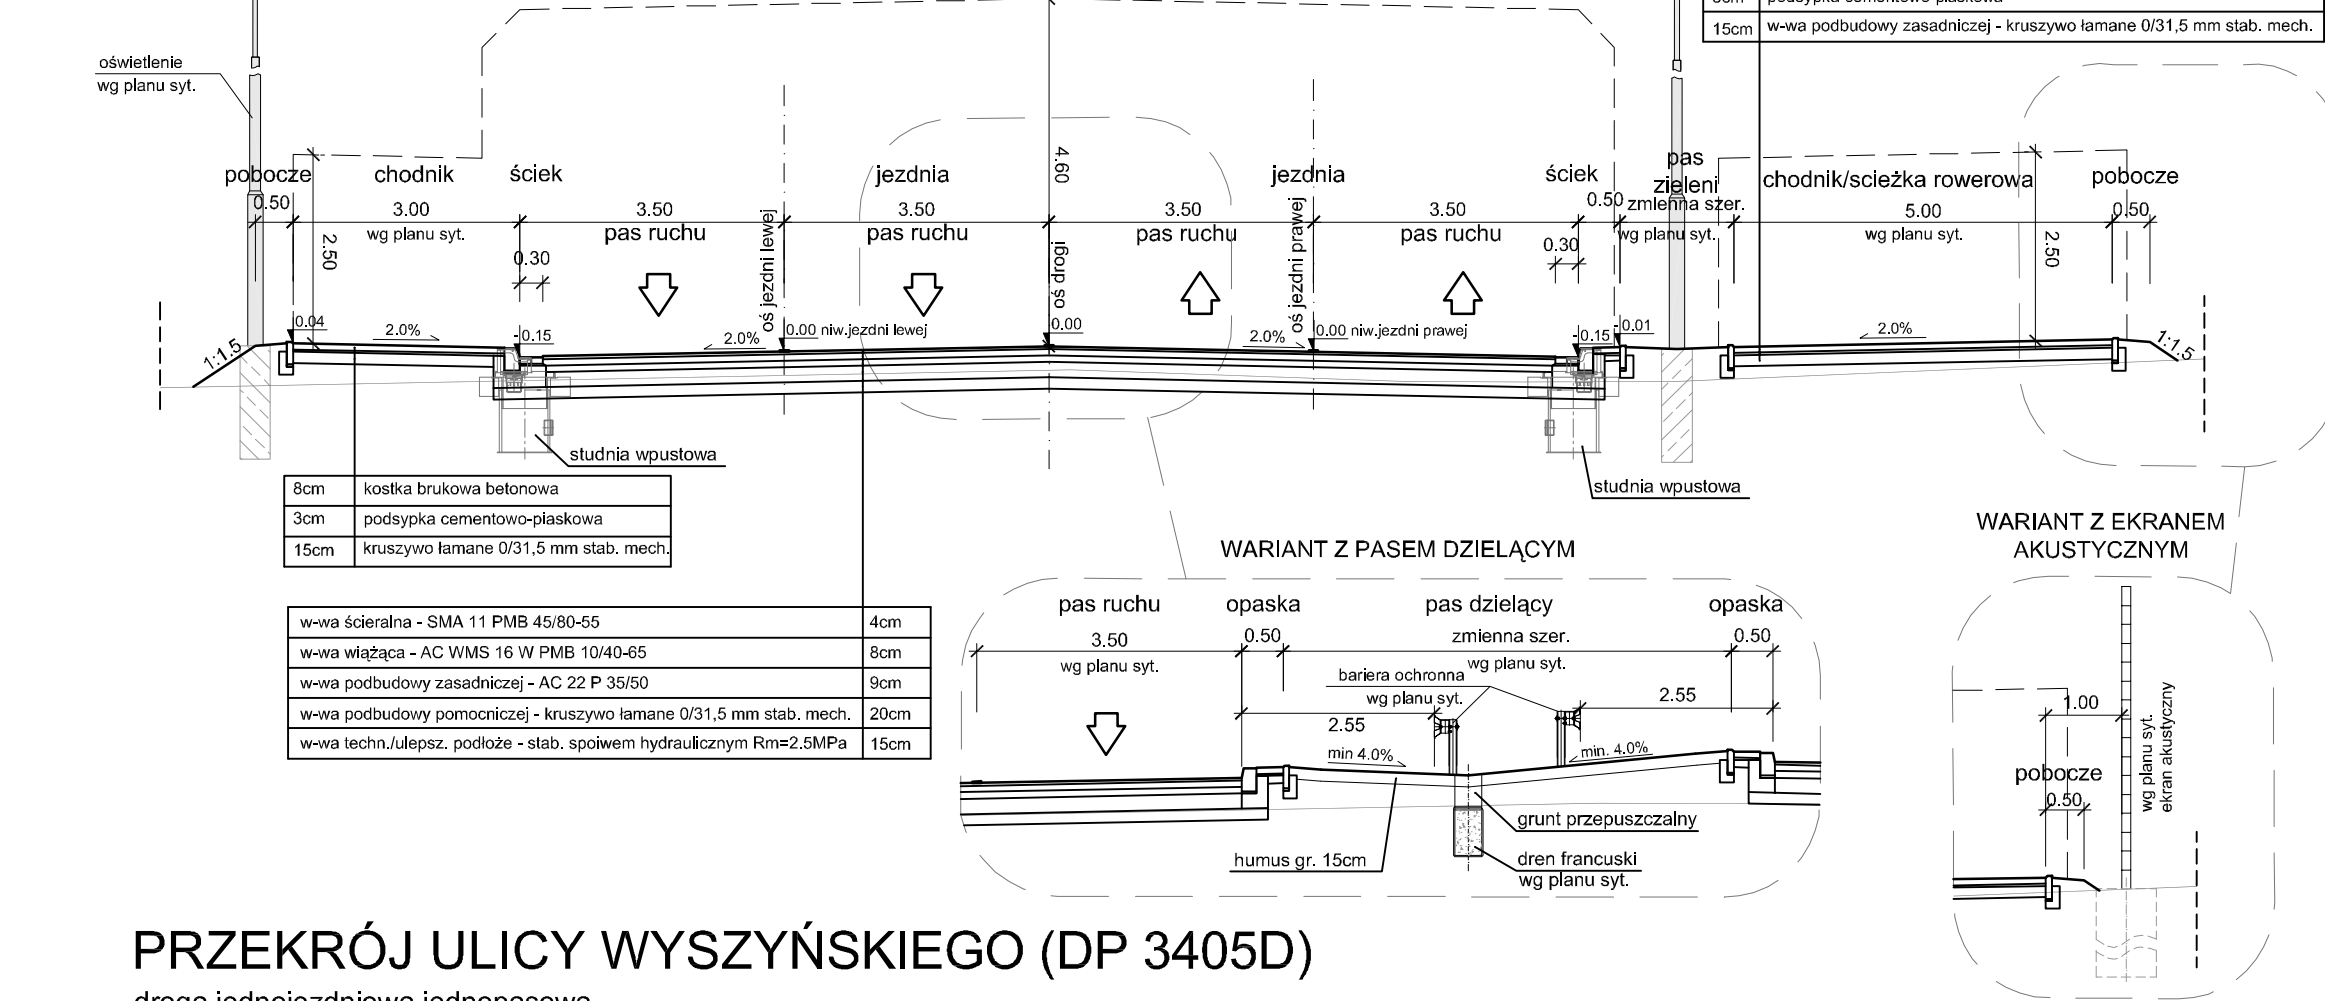 15cm w-wa podbudowy zasadniczej - kruszywo łamane 0/31,5 mm stab. mech.
oświetlenie
wg planu syt.
4.60
pobocze chodnik ściek jezdnia jezdnia ściek pas zieleni chodnik/scieżka rowerowa pobocze
0.50 3.00 3.50 3.50 3.50 3.50 0.50 zmienna szer. 5.00 0.50
wg planu syt. pas ruchu pas ruchu pas ruchu pas ruchu wg planu syt. wg planu syt.
2.50 0.30 oś jezdni lewej oś drogi oś jezdni prawej 0.30 2.50
0.04 2.0% -0.15 2.0% 0.00 niw.jezdni lewej 0.00 2.0% 0.00 niw.jezdni prawej -0.15 -0.01 2.0%
1:1.5 1:1.5
studnia wpustowa
studnia wpustowa
8cm kostka brukowa betonowa
3cm podsypka cementowo-piaskowa
15cm kruszywo łamane 0/31,5 mm stab. mech.
w-wa ścieralna - SMA 11 PMB 45/80-55 4cm
w-wa wiążąca - AC WMS 16 W PMB 10/40-65 8cm
w-wa podbudowy zasadniczej - AC 22 P 35/50 9cm
w-wa podbudowy pomocniczej - kruszywo łamane 0/31,5 mm stab. mech. 20cm
w-wa techn./ulepsz. podłoże - stab. spoiwem hydraulicznym Rm=2.5MPa 15cm
WARIANT Z PASEM DZIELĄCYM
pas ruchu opaska pas dzielący opaska
3.50 0.50 zmienna szer. 0.50
wg planu syt. wg planu syt.
bariera ochronna
wg planu syt.
2.55 2.55
min 4.0% min. 4.0%
grunt przepuszczalny
humus gr. 15cm
dren francuski
wg planu syt.
WARIANT Z EKRANEM
AKUSTYCZNYM
1.00
wg planu syt.
ekran akustyczny
pobocze
0.50
PRZEKRÓJ ULICY WYSZYŃSKIEGO (DP 3405D)
droga jednojezdniowa jednopasowa